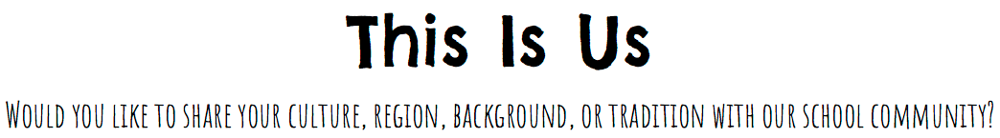 This Is Us
Would you like to share your culture, region, background, or tradition with our school community?